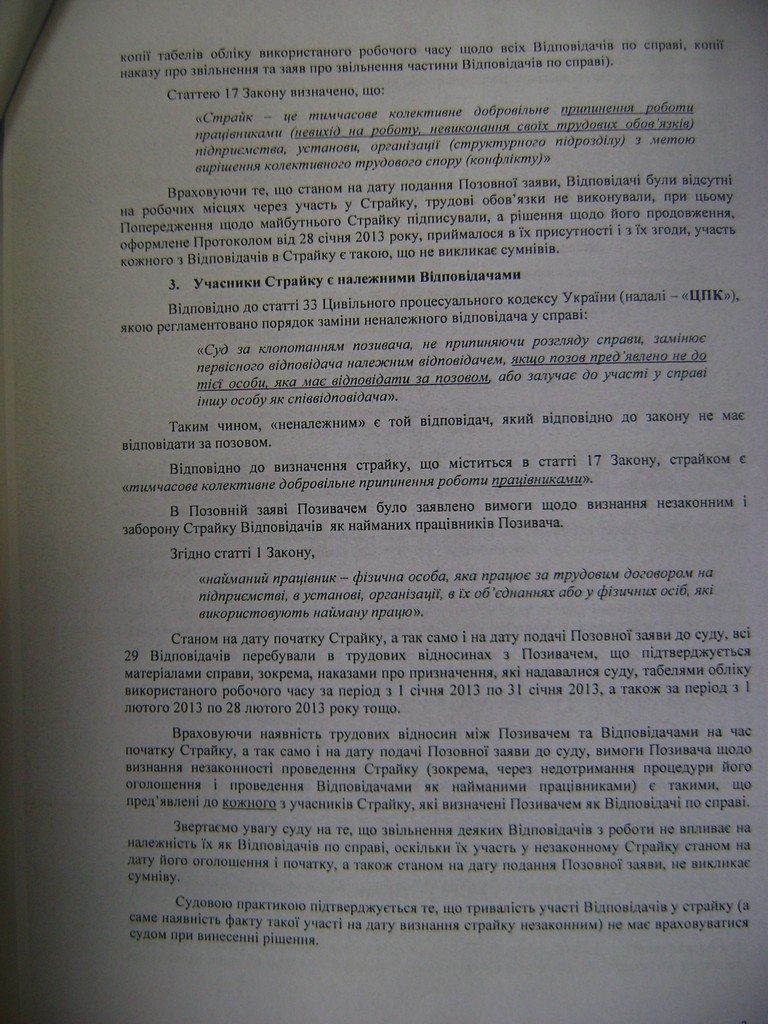 копії табелів обліку використаного робочого часу щодо всіх Відповідачів по справі, копії
наказу про звільнення та заяв про звільнення частини Відповідачів по справі).
Статтею 17 Закону визначено, що:
«Страйк – це тимчасове колективне добровільне припинення роботи
працівниками (невихід на роботу, невиконання своїх трудових обов'язків)
підприємства, установи, організації (структурного підрозділу) з метою
вирішення колективного трудового спору (конфлікту)»
Враховуючи те, що станом на дату подання Позовної заяви, Відповідачі були відсутні
на робочих місцях через участь у Страйку, трудові обов'язки не виконували, при цьому
Попередження щодо майбутнього Страйку підписували, а рішення щодо його продовження,
оформлене Протоколом від 28 січня 2013 року, приймалося в їх присутності і з їх згоди, участь
кожного з Відповідачів в Страйку є такою, що не викликає сумнівів.
3. Учасники Страйку є належними Відповідачами
Відповідно до статті 33 Цивільного процесуального кодексу України (надалі – «ЦПК»),
якою регламентовано порядок заміни неналежного відповідача у справі:
«Суд за клопотанням позивача, не припиняючи розгляду справи, замінює
первісного відповідача належним відповідачем, якщо позов пред'явлено не до
тієї особи, яка має відповідати за позовом, або залучає до участі у справі
іншу особу як співвідповідача».
Таким чином, «неналежним» є той відповідач, який відповідно до закону не має
відповідати за позовом.
Відповідно до визначення страйку, що міститься в статті 17 Закону, страйком є
«тимчасове колективне добровільне припинення роботи працівниками».
В Позовній заяві Позивачем було заявлено вимоги щодо визнання незаконним і
заборону Страйку Відповідачів як найманих працівників Позивача.
Згідно статті 1 Закону,
«найманий працівник – фізична особа, яка працює за трудовим договором на
підприємстві, в установі, організації, в їх об'єднаннях або у фізичних осіб, які
використовують найману працю».
Станом на дату початку Страйку, а так само і на дату подачі Позовної заяви до суду, всі
29 Відповідачів перебували в трудових відносинах з Позивачем, що підтверджується
матеріалами справи, зокрема, наказами про призначення, які надавалися суду, табелями обліку
використаного робочого часу за період з 1 січня 2013 по 31 січня 2013, а також за період з 1
лютого 2013 по 28 лютого 2013 року тощо.
Враховуючи наявність трудових відносин між Позивачем та Відповідачами на час
початку Страйку, а так само і на дату подачі Позовної заяви до суду, вимоги Позивача щодо
визнання незаконності проведення Страйку (зокрема, через недотримання процедури його
оголошення і проведення Відповідачами як найманими працівниками) є такими, що
пред'явлені до кожного з учасників Страйку, які визначені Позивачем як Відповідачі по справі.
Звертаємо увагу суду на те, що звільнення деяких Відповідачів з роботи не впливає на
належність їх як Відповідачів по справі, оскільки їх участь у незаконному Страйку станом на
дату його оголошення і початку, а також станом на дату подання Позовної заяви, не викликає
сумніву.
Судовою практикою підтверджується те, що тривалість участі Відповідачів у страйку (а
саме наявність факту такої участі на дату визнання страйку незаконним) не має враховуватися
судом при винесенні рішення.